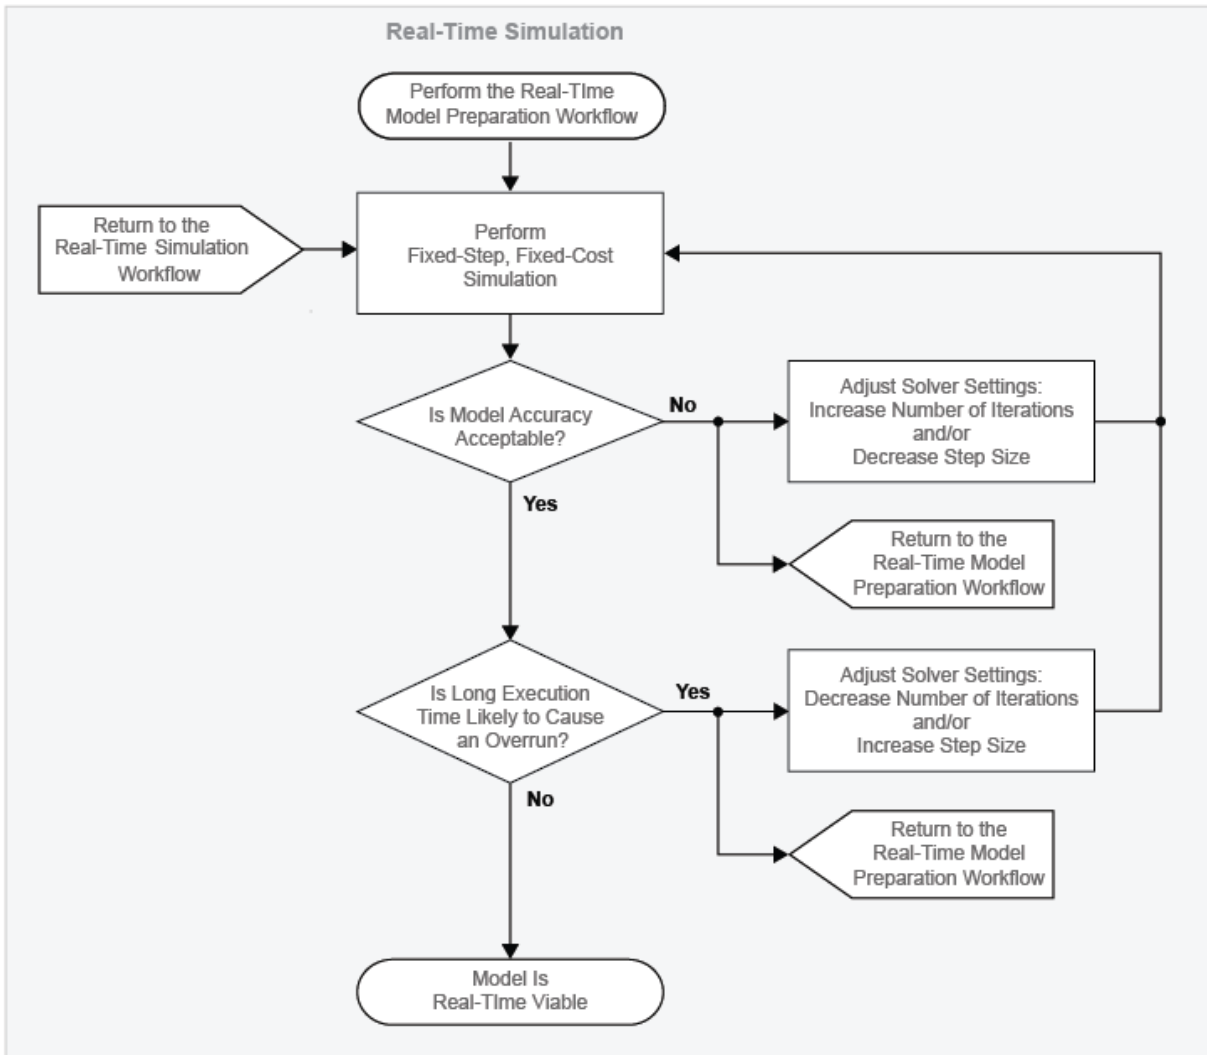 Real-Time Simulation
Perform the Real-TIme
Model Preparation Workflow
Return to the
Real-Time Simulation
Workflow
Perform
Fixed-Step, Fixed-Cost
Simulation
Is Model Accuracy
Acceptable?
No
Adjust Solver Settings:
Increase Number of Iterations
and/or
Decrease Step Size
Yes
Return to the
Real-Time Model
Preparation Workflow
Is Long Execution
Time Likely to Cause
an Overrun?
Yes
Adjust Solver Settings:
Decrease Number of Iterations
and/or
Increase Step Size
No
Return to the
Real-Time Model
Preparation Workflow
Model Is
Real-TIme Viable